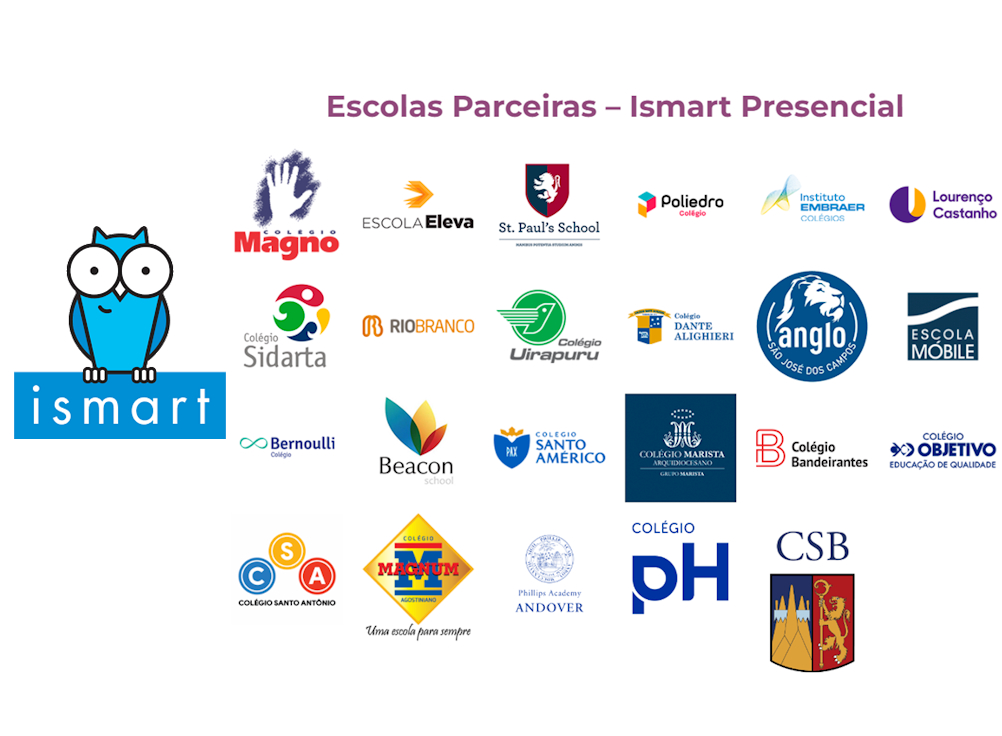 Escolas Parceiras – Ismart Presencial
ismart
COLÉGIO
Magno
ESCOLA Eleva
St. Paul's School
Poliedro
Colégio
Instituto
EMBRAER
COLÉGIOS
Lourenço
Castanho
Colégio
Sidarta
RIOBRANCO
Colégio
Uirapuru
Colégio
DANTE
ALIGHIERI
anglo
SÃO JOSÉ DOS CAMPOS
ESCOLA
MÓBILE
Bernoulli
Colégio
Beacon
school
PAX
COLÉGIO
SANTO
AMÉRICO
COLÉGIO MARISTA
ARQUIDIOCESANO
GRUPO MARISTA
Colégio
Bandeirantes
COLÉGIO
OBJETIVO
EDUCAÇÃO DE QUALIDADE
C S A
COLÉGIO SANTO ANTÔNIO
COLÉGIO
M
MAGNUM
AGOSTINIANO
Uma escola para sempre
Phillips Academy
ANDOVER
COLÉGIO
pH
CSB